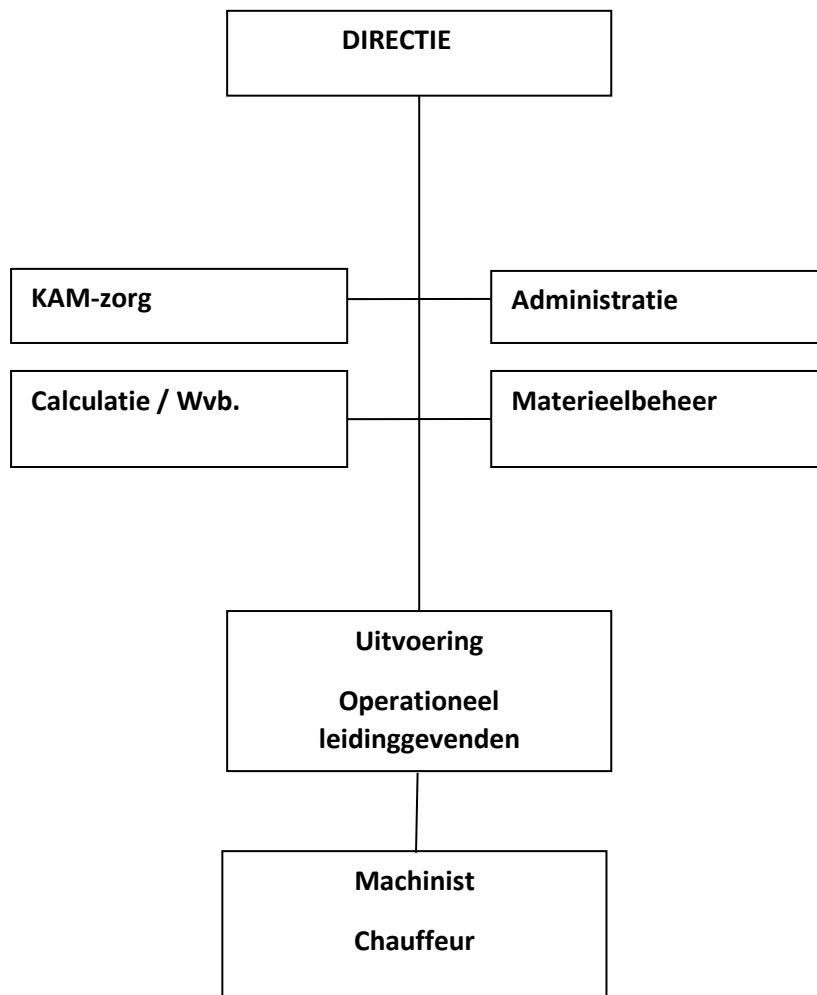 DIRECTIE
KAM-zorg
Administratie
Calculatie / Wvb.
Materieelbeheer
Uitvoering
Operationeel
leidinggevenden
Machinist
Chauffeur